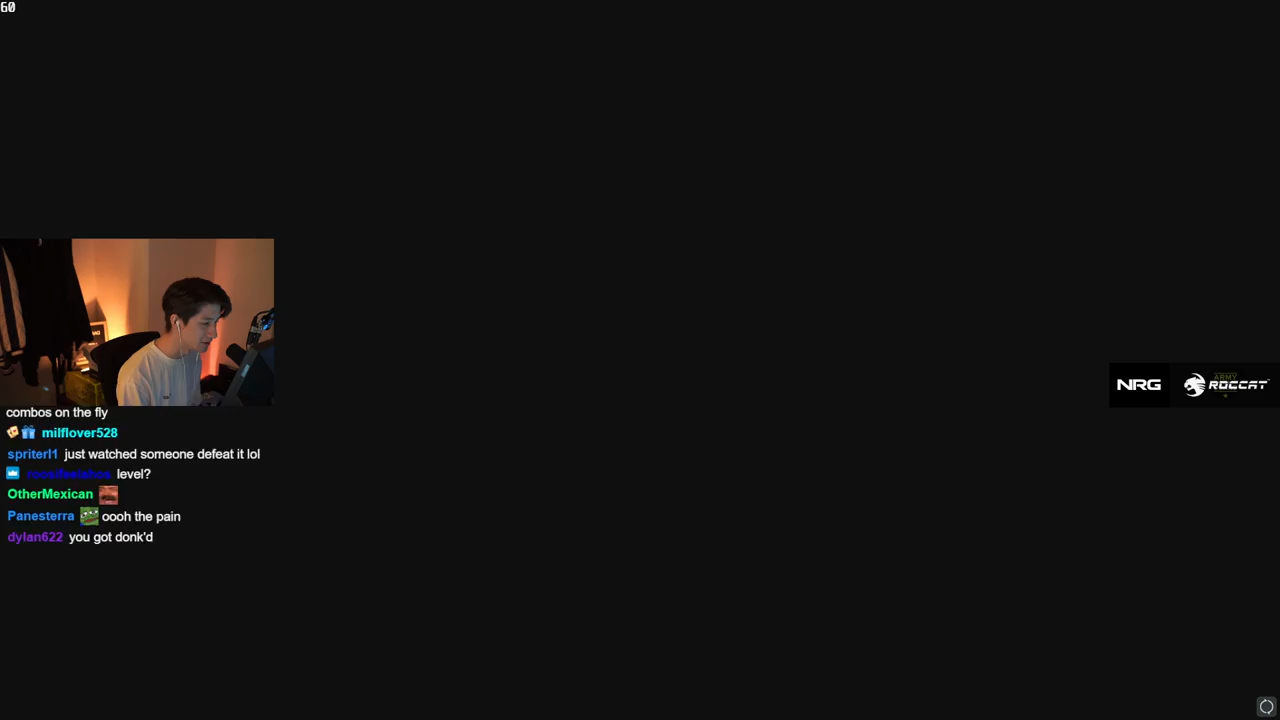 60
NRG
ARMY
ROCCAT
combos on the fly
milflover528
spriterl1 just watched someone defeat it lol
level?
OtherMexican
Panesterra oooh the pain
dylan622 you got donk'd